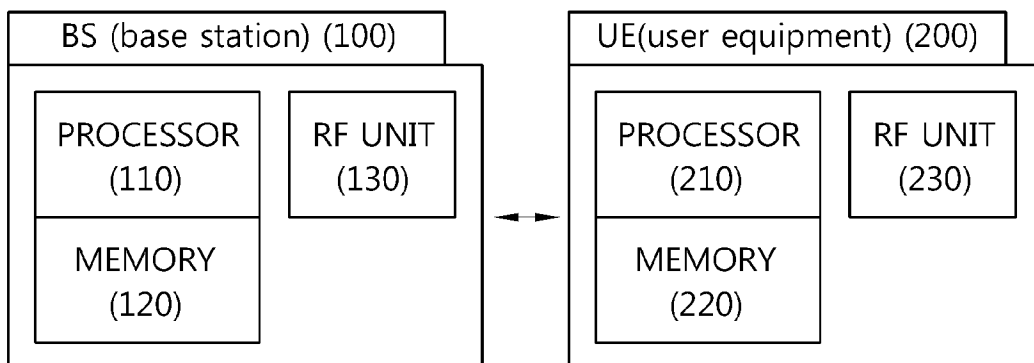 BS (base station) (100)
PROCESSOR
(110)
RF UNIT
(130)
MEMORY
(120)
UE(user equipment) (200)
PROCESSOR
(210)
RF UNIT
(230)
MEMORY
(220)